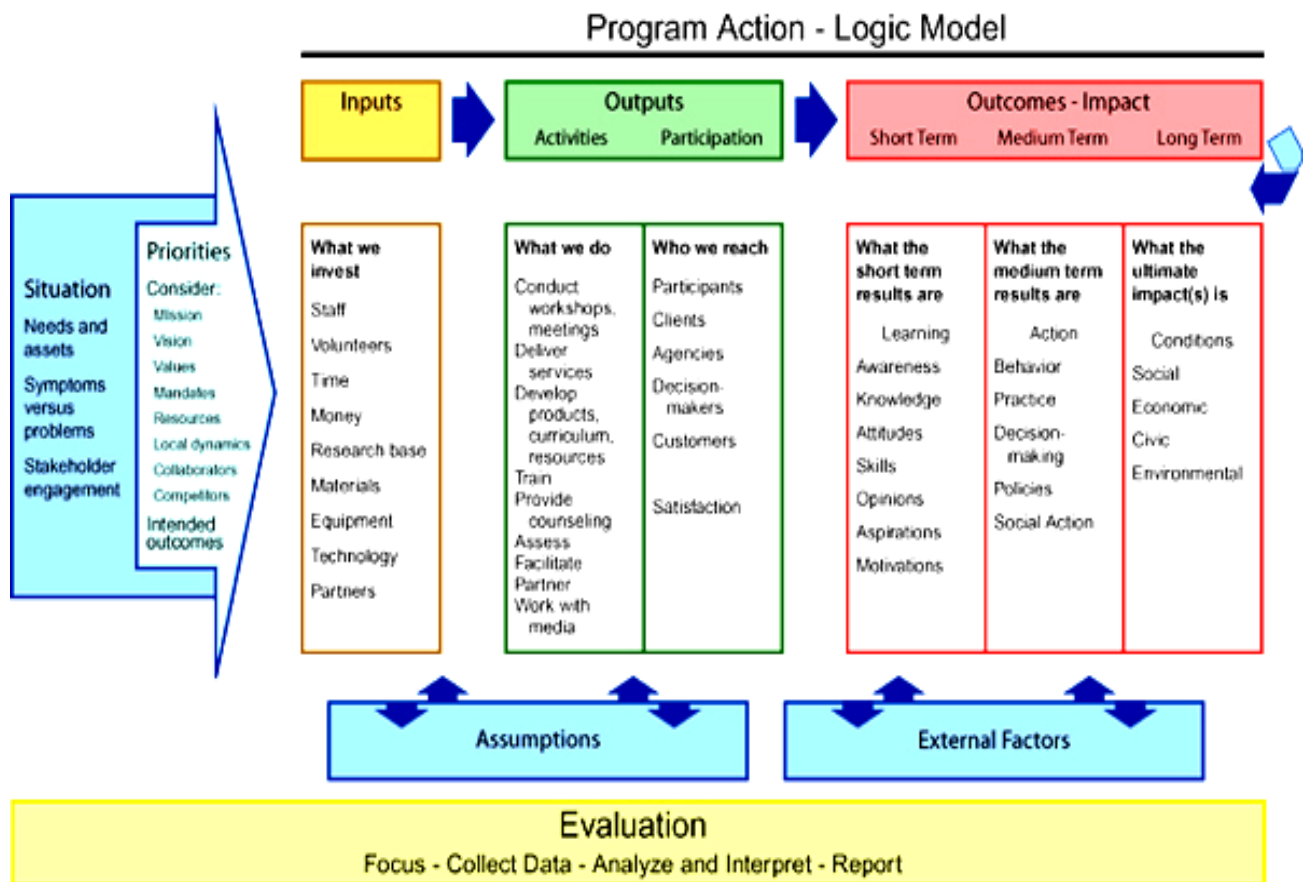 Program Action - Logic Model
Inputs
Outputs
Activities Participation
Outcomes - Impact
Short Term Medium Term Long Term
Situation
Needs and
assets
Symptoms
versus
problems
Stakeholder
engagement
Priorities
Consider:
Mission
Vision
Values
Mandates
Resources
Local dynamics
Collaborators
Competitors
Intended
outcomes
What we
invest
Staff
Volunteers
Time
Money
Research base
Materials
Equipment
Technology
Partners
What we do
Conduct
workshops,
meetings
Deliver
services
Develop
products,
curriculum,
resources
Train
Provide
counseling
Assess
Facilitate
Partner
Work with
media
Who we reach
Participants
Clients
Agencies
Decision-
makers
Customers
Satisfaction
What the
short term
results are
Learning
Awareness
Knowledge
Attitudes
Skills
Opinions
Aspirations
Motivations
What the
medium term
results are
Action
Behavior
Practice
Decision-
making
Policies
Social Action
What the
ultimate
impact(s) is
Conditions
Social
Economic
Civic
Environmental
Assumptions
External Factors
Evaluation
Focus - Collect Data - Analyze and Interpret - Report